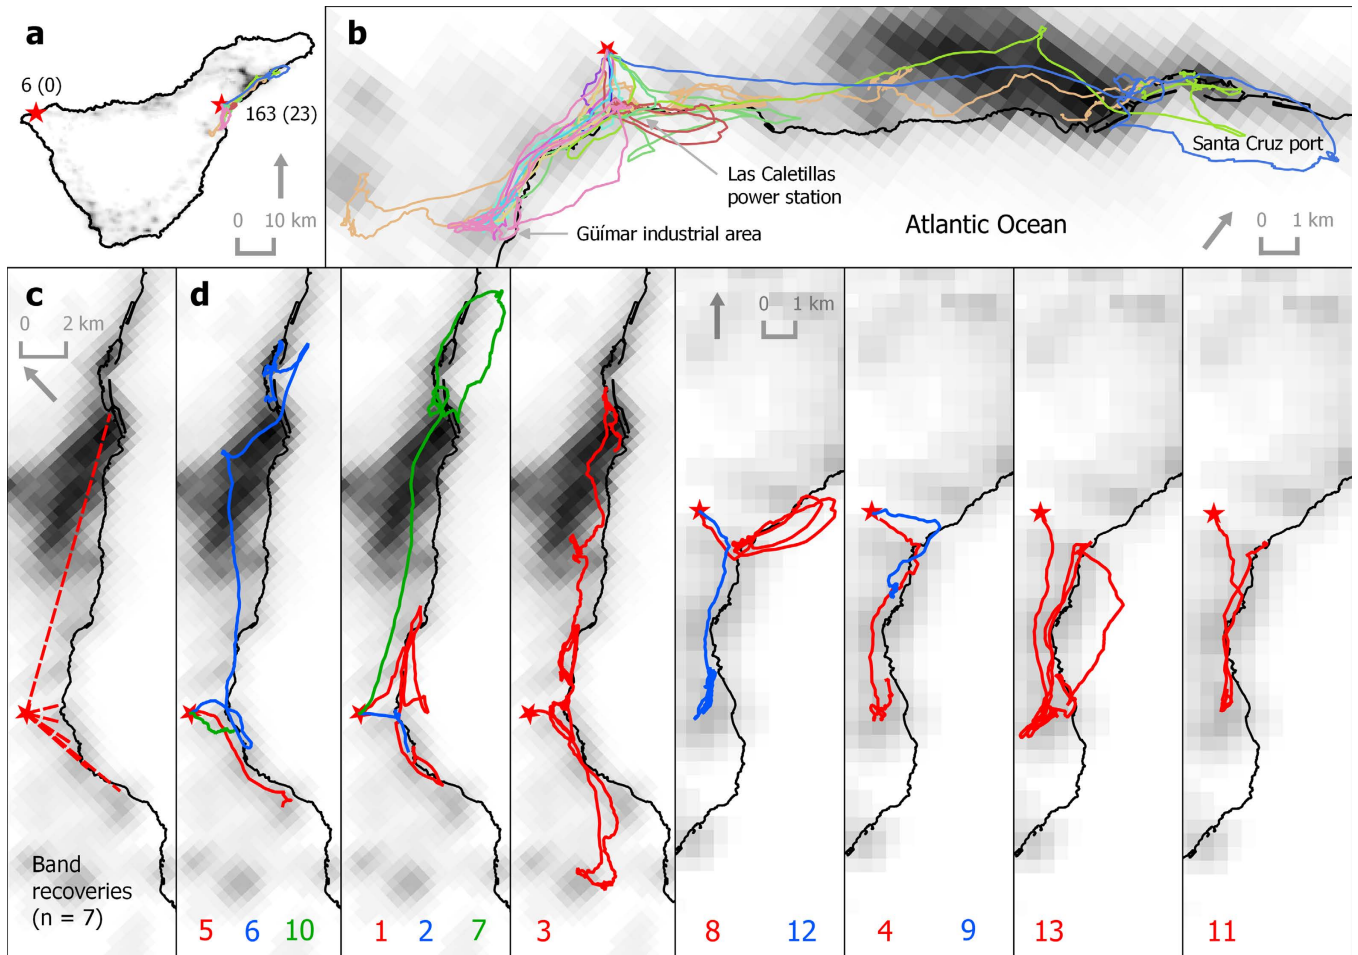 a
6 (0)
163 (23)
0 10 km
b
Las Caletillas
power station
Güímar industrial area
Santa Cruz port
Atlantic Ocean
0 1 km
c
0 2 km
Band
recoveries
(n = 7)
d
5 6 10
1 2 7
3
0 1 km
8 12
4 9
13
11